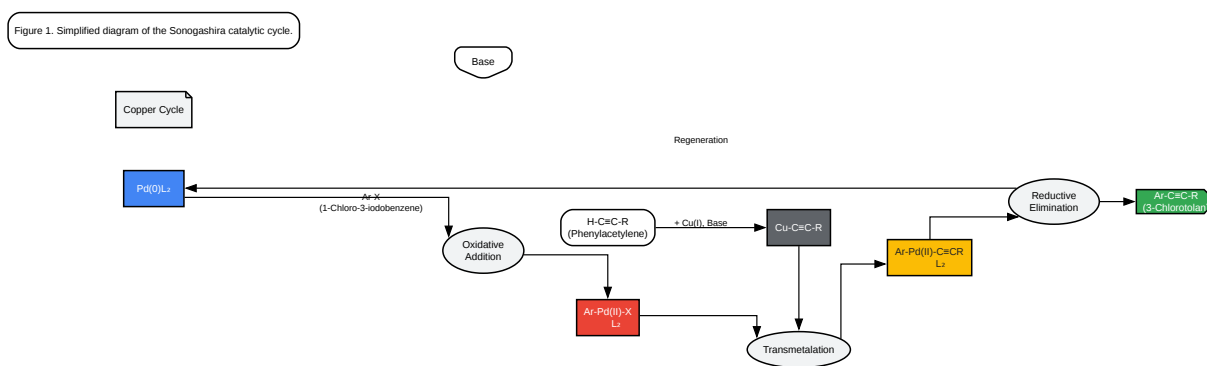 Figure 1. Simplified diagram of the Sonogashira catalytic cycle.
Base
Copper Cycle
Regeneration
Pd(0)L₂
Ar-X
(1-Chloro-3-iodobenzene)
Oxidative
Addition
H-C≡C-R
(Phenylacetylene)
+ Cu(I), Base
Cu-C≡C-R
Ar-Pd(II)-X
L₂
Transmetalation
Ar-Pd(II)-C≡CR
L₂
Reductive
Elimination
Ar-C≡C-R
(3-Chlorotolan